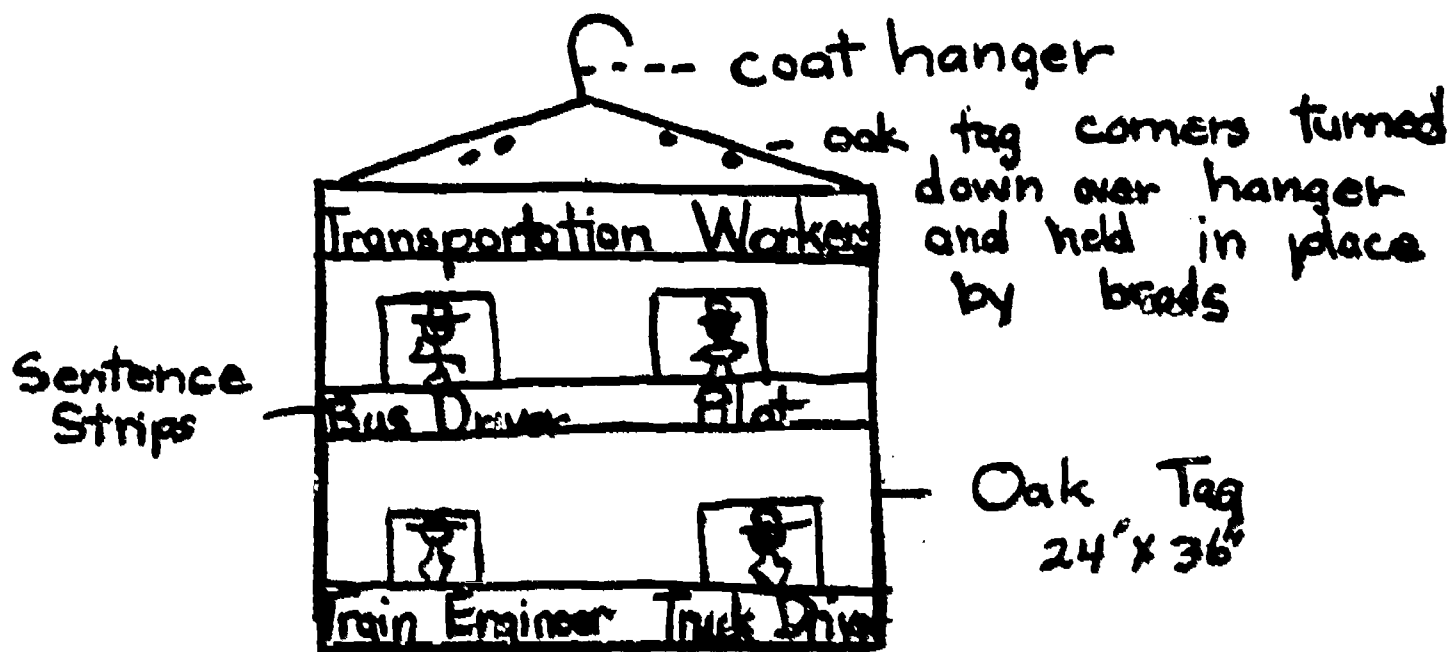 coat hanger
oak tag corners turned
down over hanger
and held in place
by brads
Transportation Workers
Sentence
Strips
Bus Driver Pilot
Oak Tag
24" X 36"
Train Engineer Truck Driver